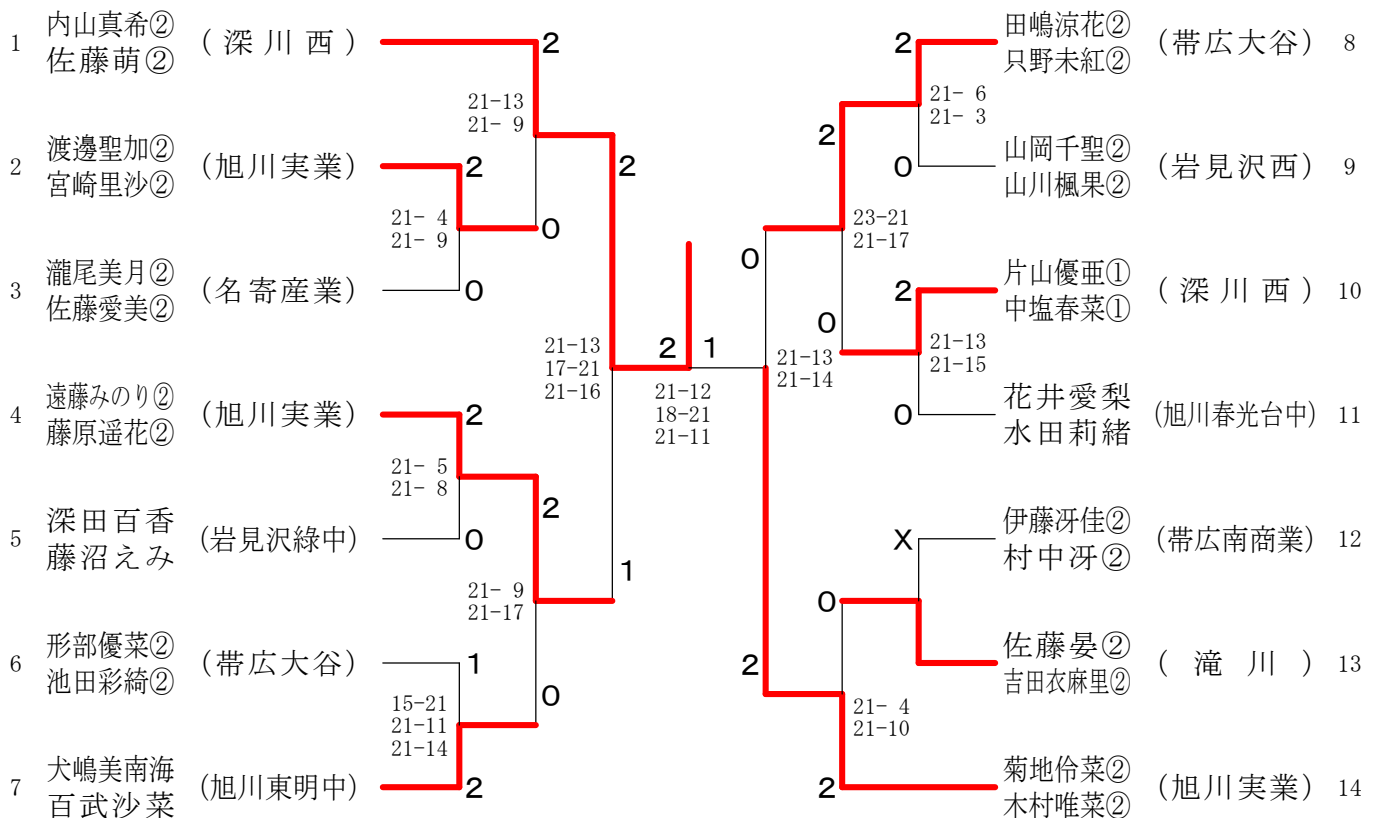 1 内山真希② (深川西) 2
佐藤萌②
21-13
21- 9
2 渡邊聖加② (旭川実業) 2 2
宮崎里沙②
21- 4
21- 9
0
3 瀧尾美月② (名寄産業) 0
佐藤愛美②
21-13
17-21
21-16
4 遠藤みのり② (旭川実業) 2
藤原遥花②
21- 5
21- 8
2
5 深田百香 (岩見沢緑中) 0
藤沼えみ
1
21- 9
21-17
6 形部優菜② (帯広大谷) 1
池田彩綺②
0
15-21
21-11
21-14
7 犬嶋美南海 (旭川東明中) 2
百武沙菜
2 1
21-12
18-21
21-11
2 田嶋涼花② (帯広大谷) 8
只野未紅②
21- 6
21- 3
2
0 山岡千聖② (岩見沢西) 9
山川楓果②
23-21
21-17
0
2 片山優亜① (深川西) 10
中塩春菜①
0
21-13
21-15
21-13
21-14
0 花井愛梨 (旭川春光台中) 11
水田莉緒
X 伊藤冴佳② (帯広南商業) 12
村中冴②
0
佐藤晏② (滝川) 13
吉田衣麻里②
2
21- 4
21-10
2 菊地伶菜② (旭川実業) 14
木村唯菜②